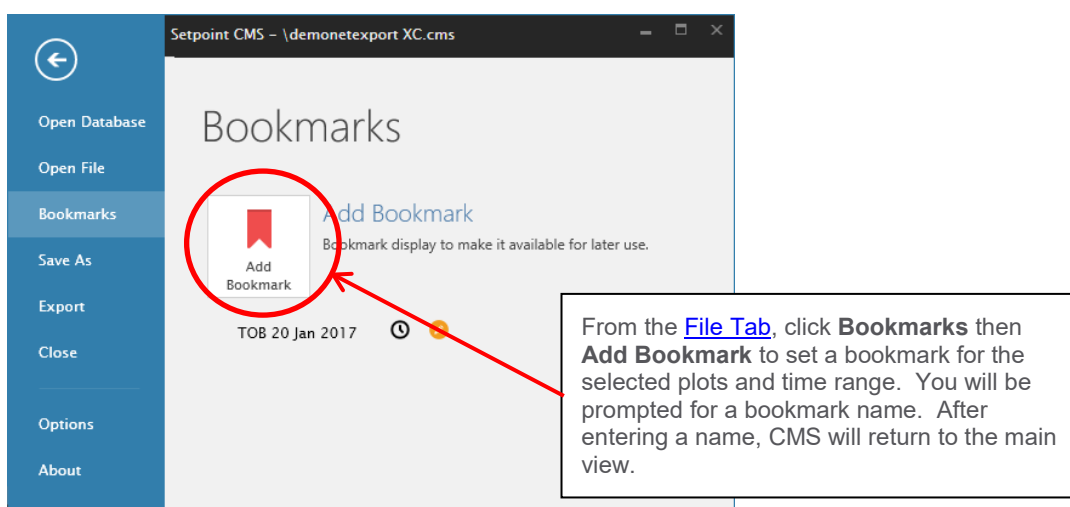 Setpoint CMS – \demonetexport XC.cms
Open Database
Open File
Bookmarks
Save As
Export
Close
Options
About
Bookmarks
Add
Bookmark
Add Bookmark
Bookmark display to make it available for later use.
TOB 20 Jan 2017
From the File Tab, click Bookmarks then
Add Bookmark to set a bookmark for the
selected plots and time range. You will be
prompted for a bookmark name. After
entering a name, CMS will return to the main
view.